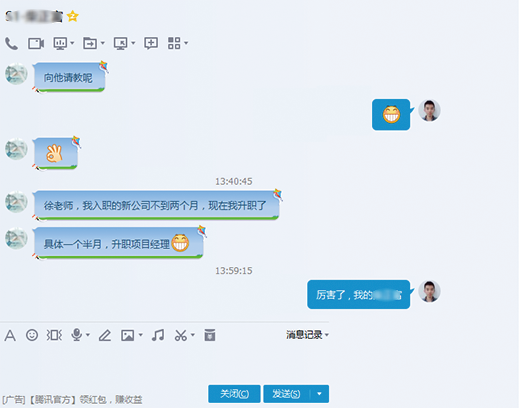 向他请教呢
13:40:45
徐老师，我入职的新公司不到两个月，现在我升职了
具体一个半月，升职项目经理
13:59:15
厉害了，我的
消息记录
关闭(C) 发送(S)
[广告]【腾讯官方】领红包，赚收益